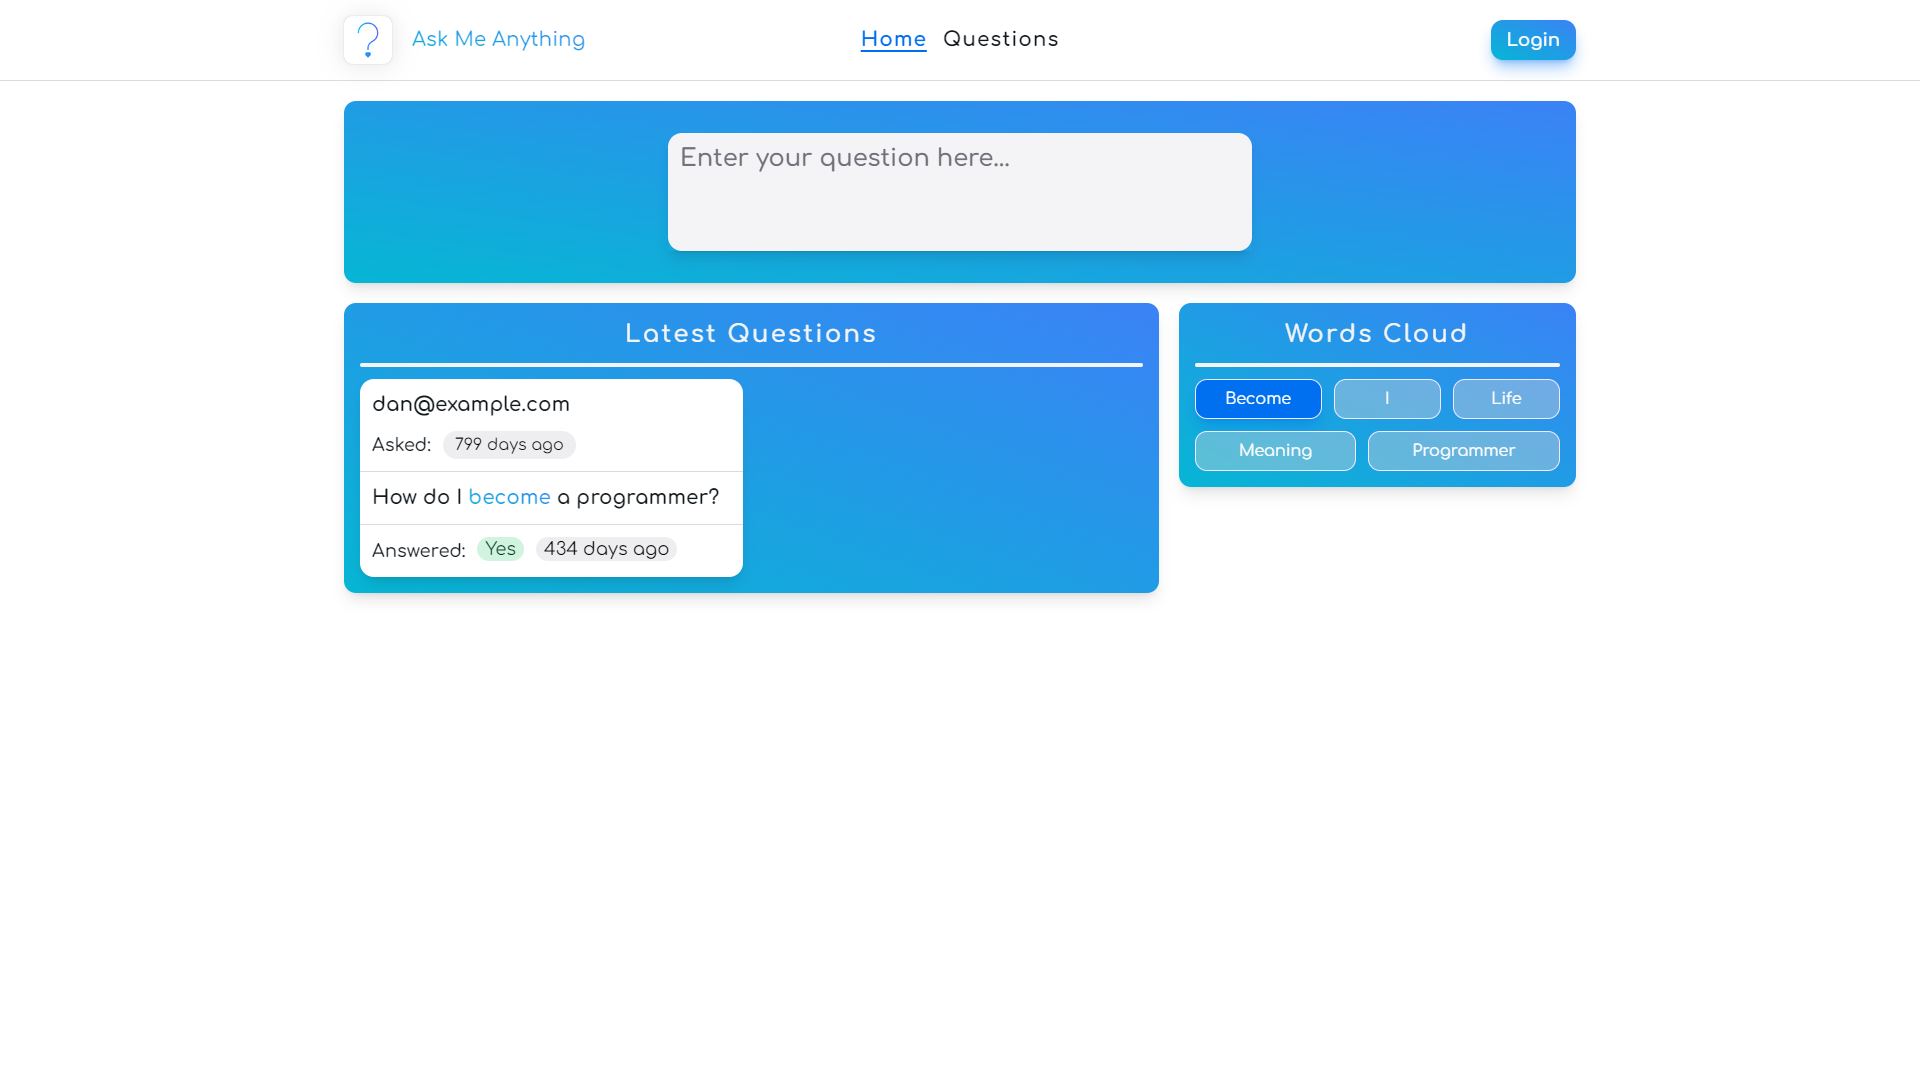 Ask Me Anything
Home Questions
Login
Enter your question here...
Latest Questions
dan@example.com
Asked: 799 days ago
How do I become a programmer?
Answered: Yes 434 days ago
Words Cloud
Become I Life
Meaning Programmer